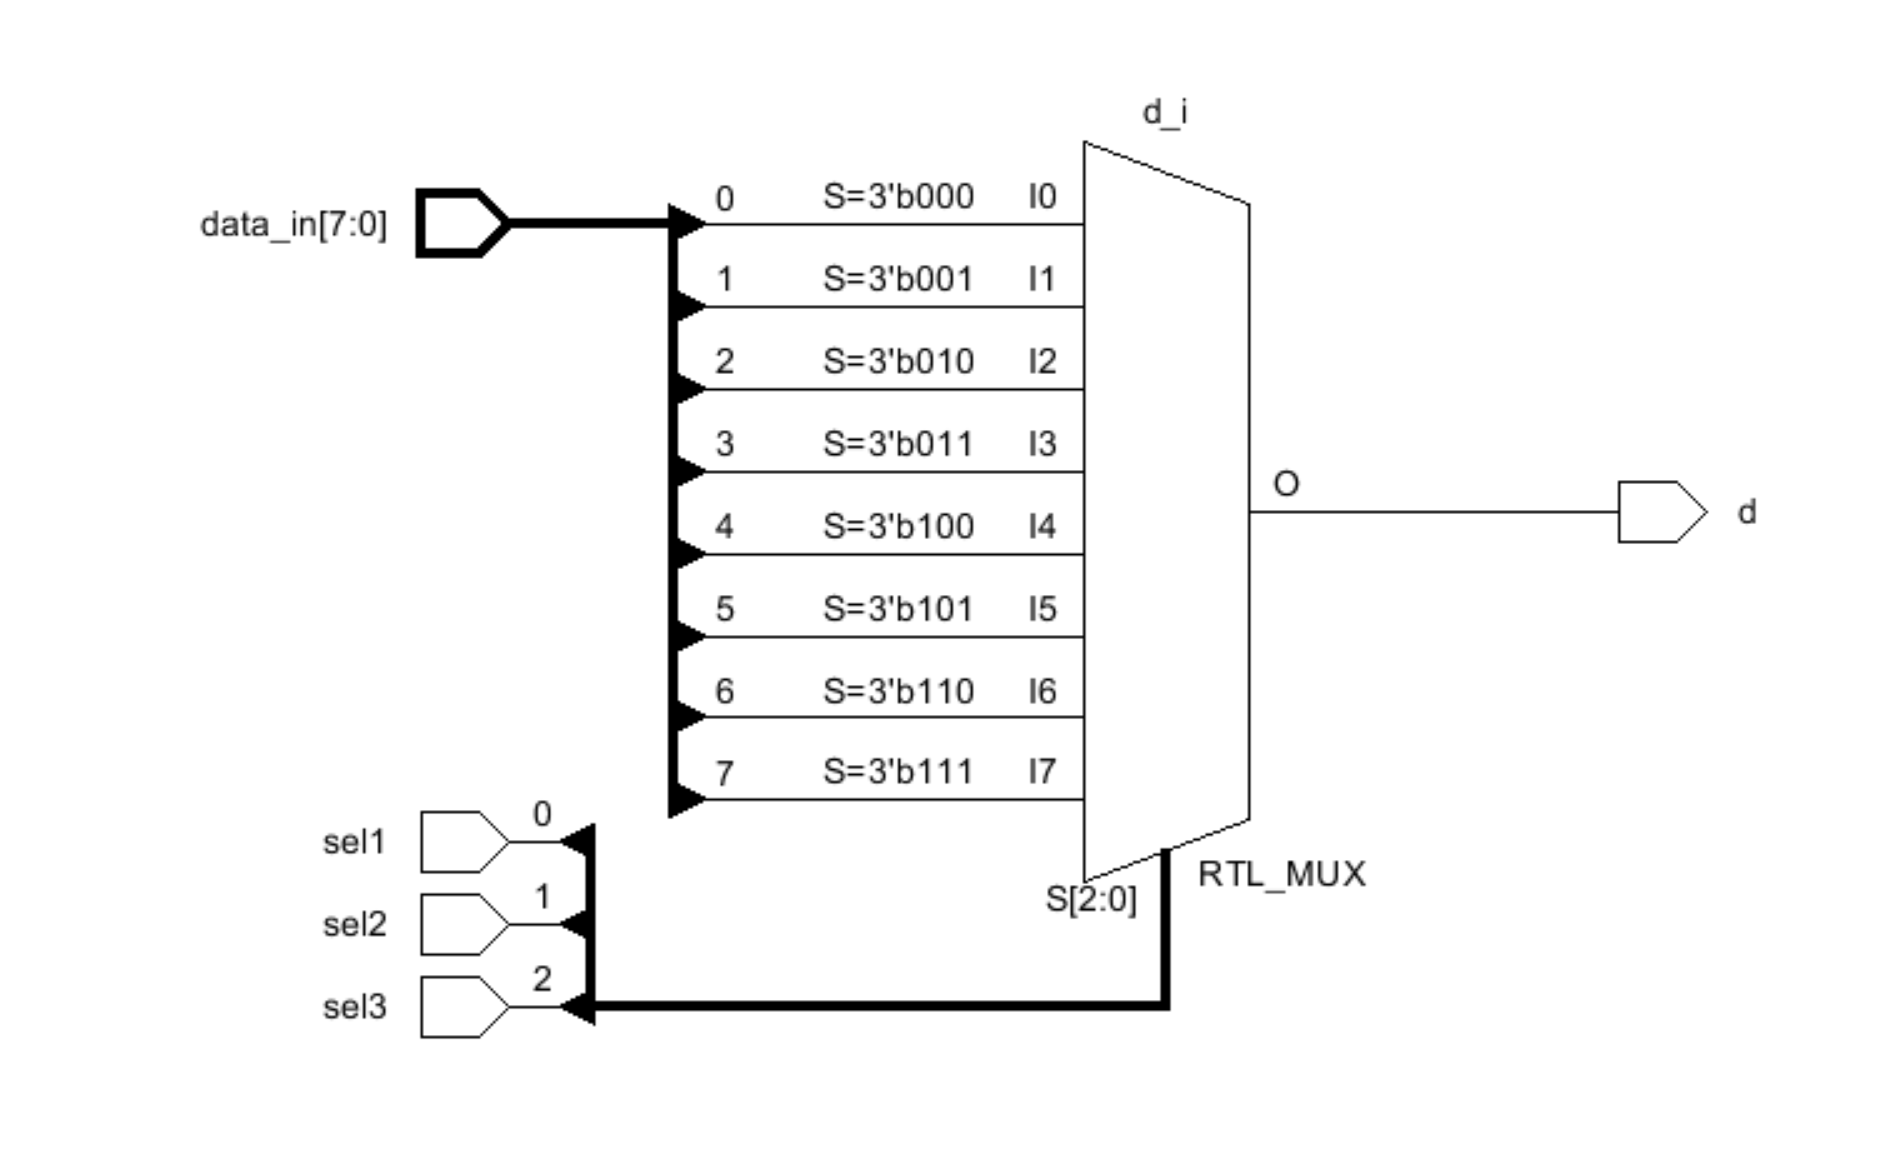 d_i
data_in[7:0]
0 S=3'b000 I0
1 S=3'b001 I1
2 S=3'b010 I2
3 S=3'b011 I3
4 S=3'b100 I4
5 S=3'b101 I5
6 S=3'b110 I6
7 S=3'b111 I7
O
d
sel1 0
sel2 1
sel3 2
S[2:0]
RTL_MUX